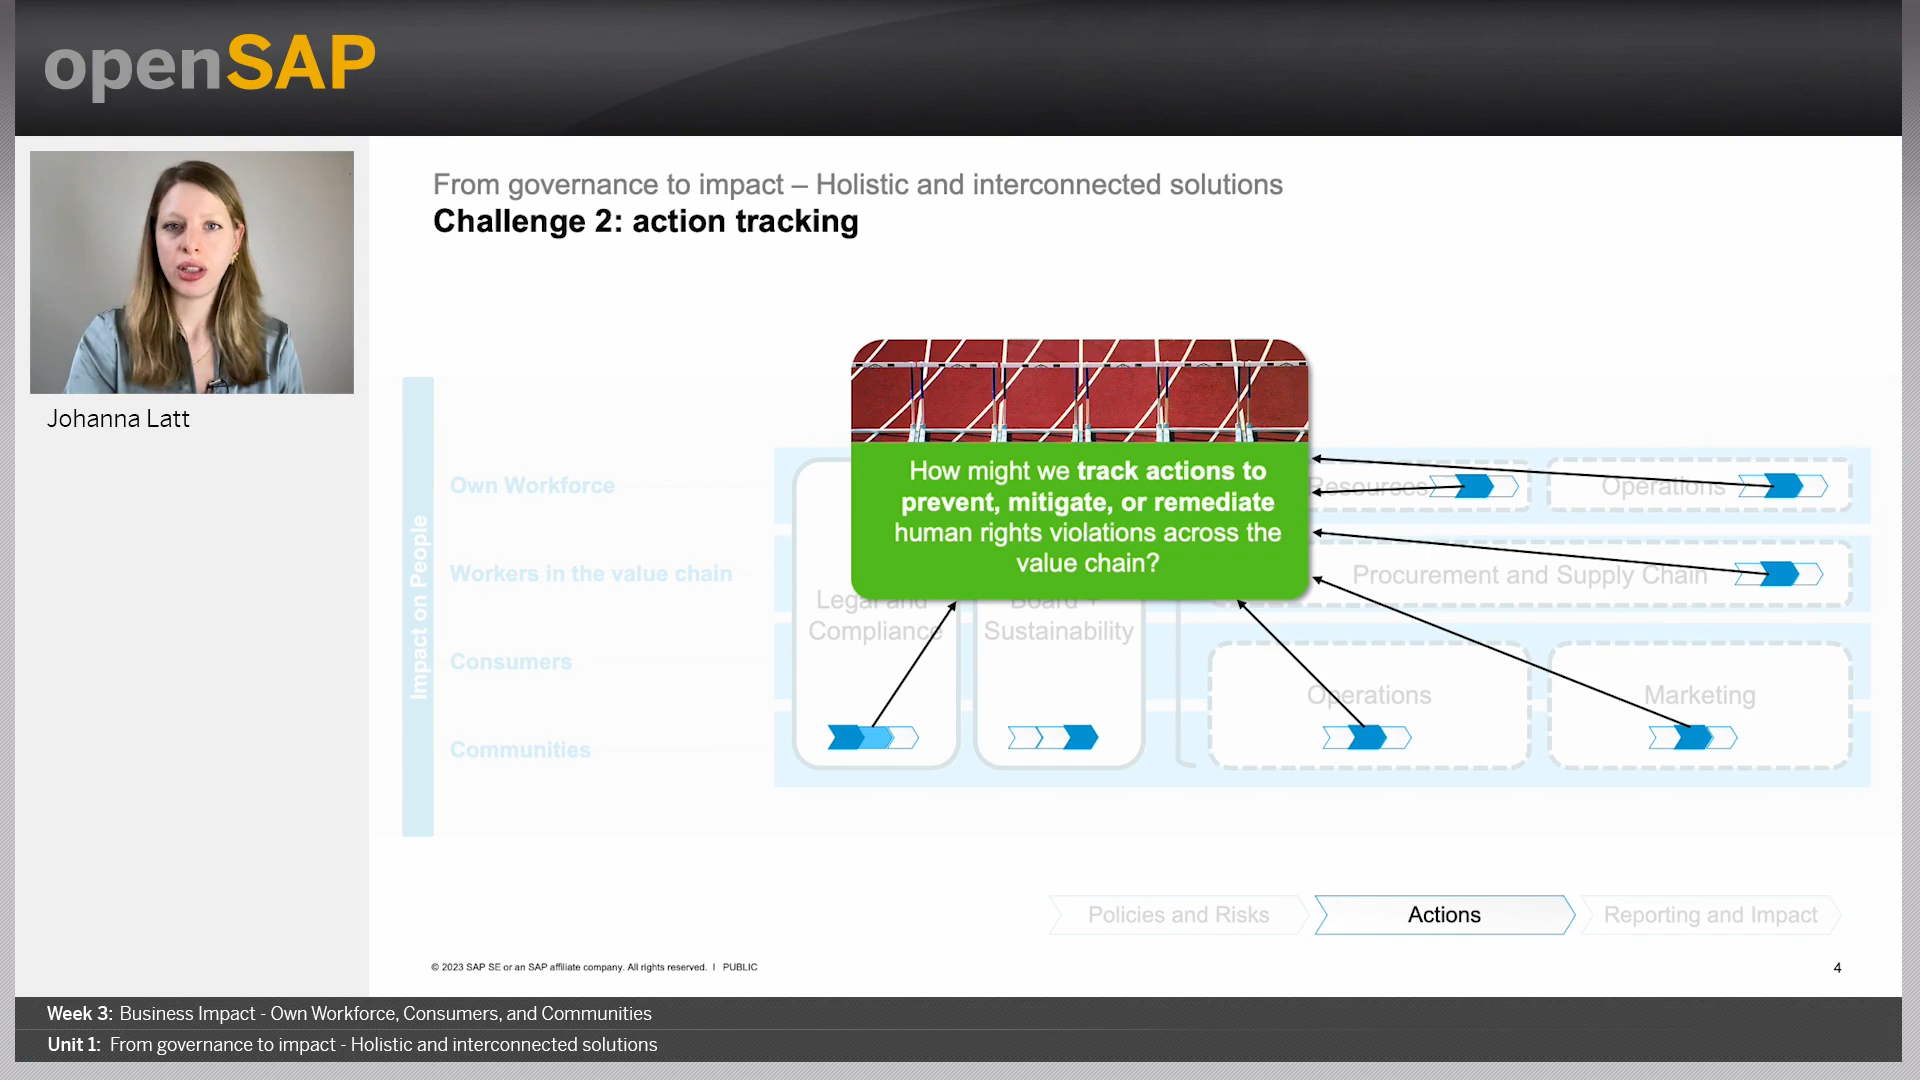 openSAP
Johanna Latt
From governance to impact – Holistic and interconnected solutions
Challenge 2: action tracking
How might we track actions to
prevent, mitigate, or remediate
human rights violations across the
value chain?
Impact on People
Own Workforce
Workers in the value chain
Consumers
Communities
Legal and
Compliance
Board +
Sustainability
Resources
Operations
Procurement and Supply Chain
Operations
Marketing
Policies and Risks
Actions
Reporting and Impact
© 2023 SAP SE or an SAP affiliate company. All rights reserved. I PUBLIC
4
Week 3: Business Impact - Own Workforce, Consumers, and Communities
Unit 1: From governance to impact - Holistic and interconnected solutions